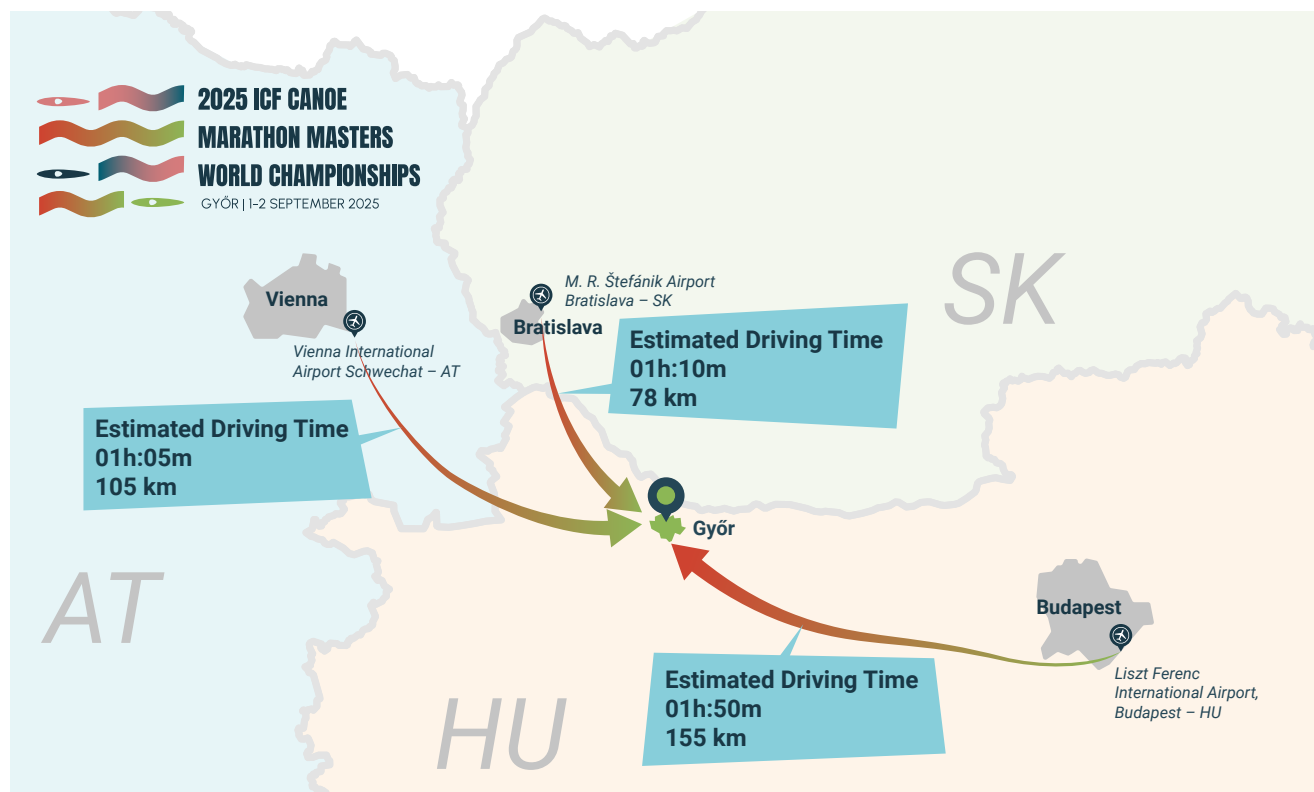 2025 ICF CANOE
MARATHON MASTERS
WORLD CHAMPIONSHIPS
GYŐR | 1-2 SEPTEMBER 2025
SK
M. R. Štefánik Airport
Bratislava – SK
Vienna
Bratislava
Vienna International
Airport Schwechat – AT
Estimated Driving Time
01h:10m
78 km
Estimated Driving Time
01h:05m
105 km
Győr
AT
Budapest
Liszt Ferenc
International Airport,
Budapest – HU
Estimated Driving Time
01h:50m
155 km
HU